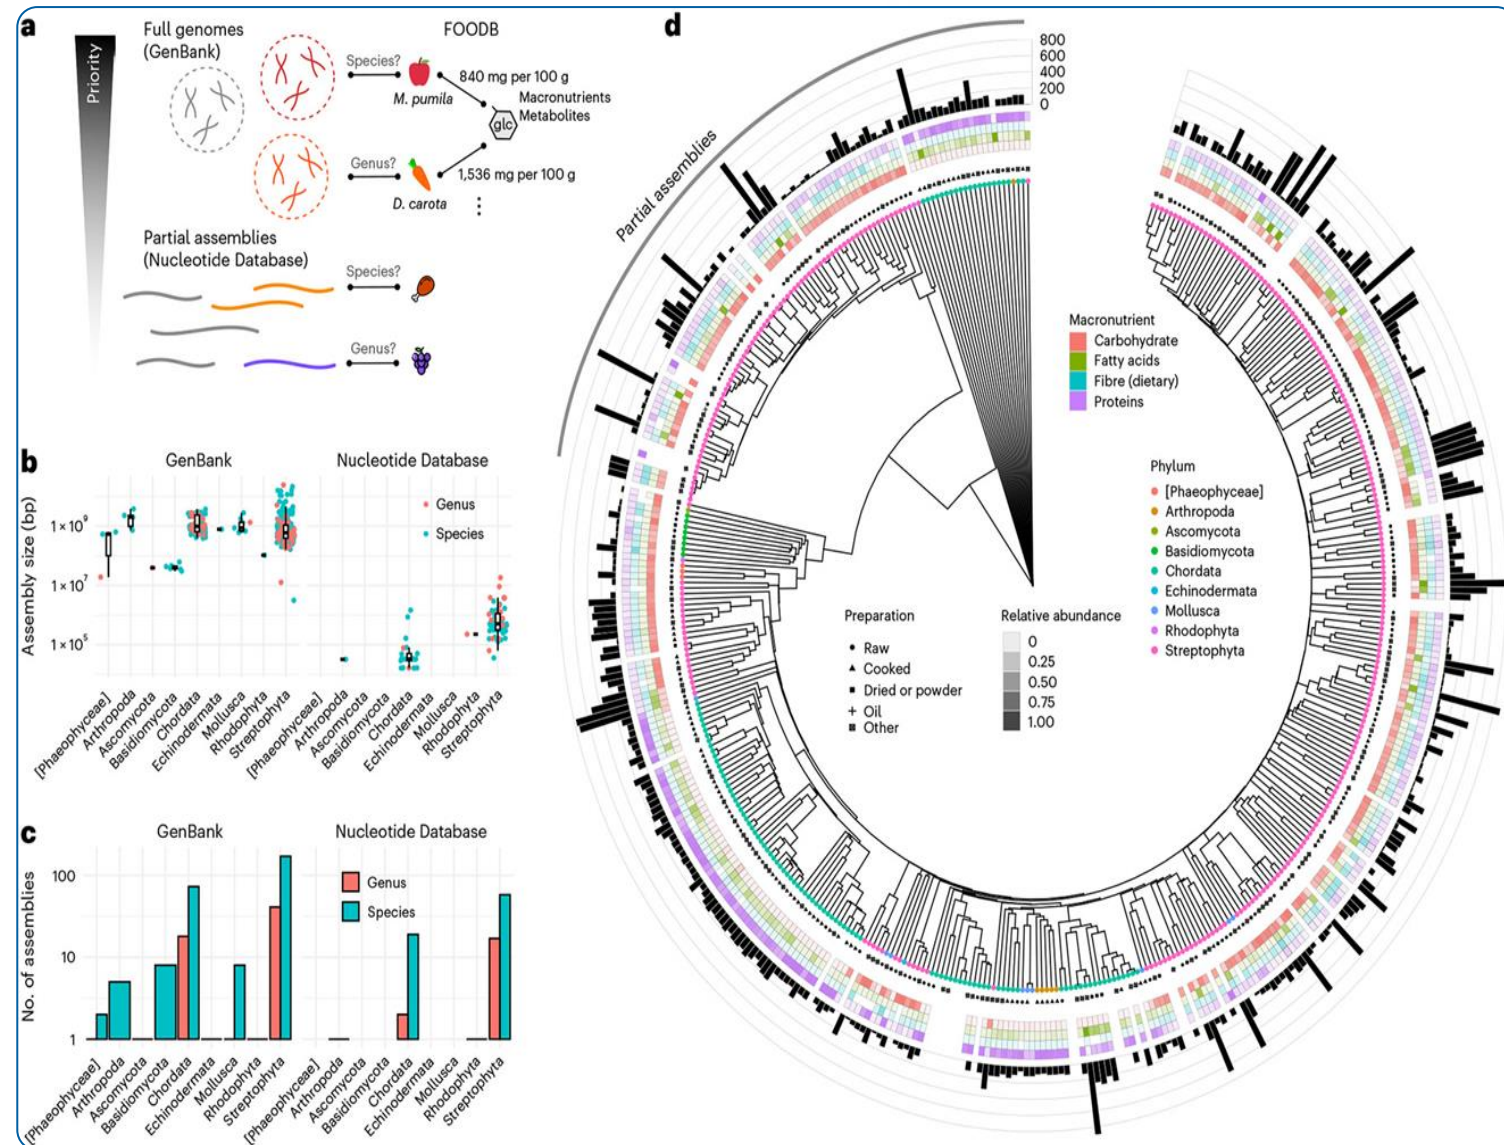 a
Priority
Full genomes
(GenBank)
Species?
M. pumila
Genus?
D. carota
FOODB
840 mg per 100 g
Macronutrients
Metabolites
glc
1,536 mg per 100 g
Partial assemblies
(Nucleotide Database)
Species?
Genus?
b
GenBank
Nucleotide Database
Assembly size (bp)
1 × 10⁹
1 × 10⁷
1 × 10⁵
Genus
Species
[Phaeophyceae]
Arthropoda
Ascomycota
Basidiomycota
Chordata
Echinodermata
Mollusca
Rhodophyta
Streptophyta
[Phaeophyceae]
Arthropoda
Ascomycota
Basidiomycota
Chordata
Echinodermata
Mollusca
Rhodophyta
Streptophyta
c
GenBank
Nucleotide Database
No. of assemblies
100
10
1
Genus
Species
[Phaeophyceae]
Arthropoda
Ascomycota
Basidiomycota
Chordata
Echinodermata
Mollusca
Rhodophyta
Streptophyta
[Phaeophyceae]
Arthropoda
Ascomycota
Basidiomycota
Chordata
Echinodermata
Mollusca
Rhodophyta
Streptophyta
d
Partial assemblies
800
600
400
200
0
Macronutrient
Carbohydrate
Fatty acids
Fibre (dietary)
Proteins
Phylum
[Phaeophyceae]
Arthropoda
Ascomycota
Basidiomycota
Chordata
Echinodermata
Mollusca
Rhodophyta
Streptophyta
Preparation
Raw
Cooked
Dried or powder
Oil
Other
Relative abundance
0
0.25
0.50
0.75
1.00